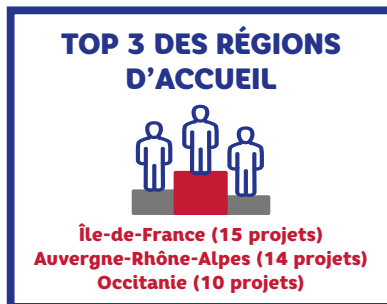 TOP 3 DES RÉGIONS
D'ACCUEIL
Île-de-France (15 projets)
Auvergne-Rhône-Alpes (14 projets)
Occitanie (10 projets)